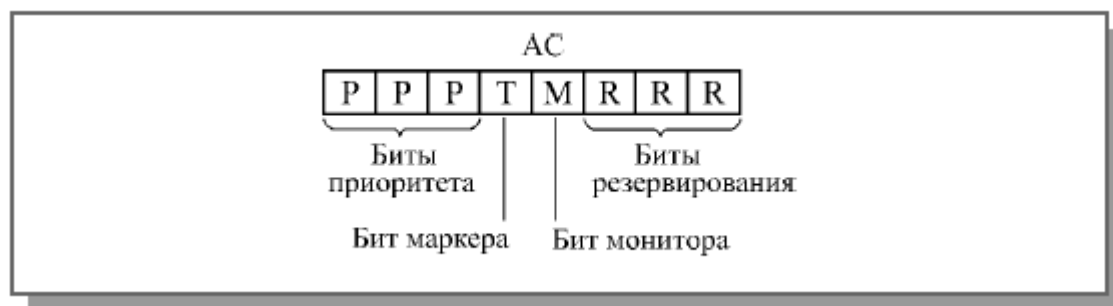 AC
P P P T M R R R
Биты приоритета
Биты резервирования
Бит маркера
Бит монитора